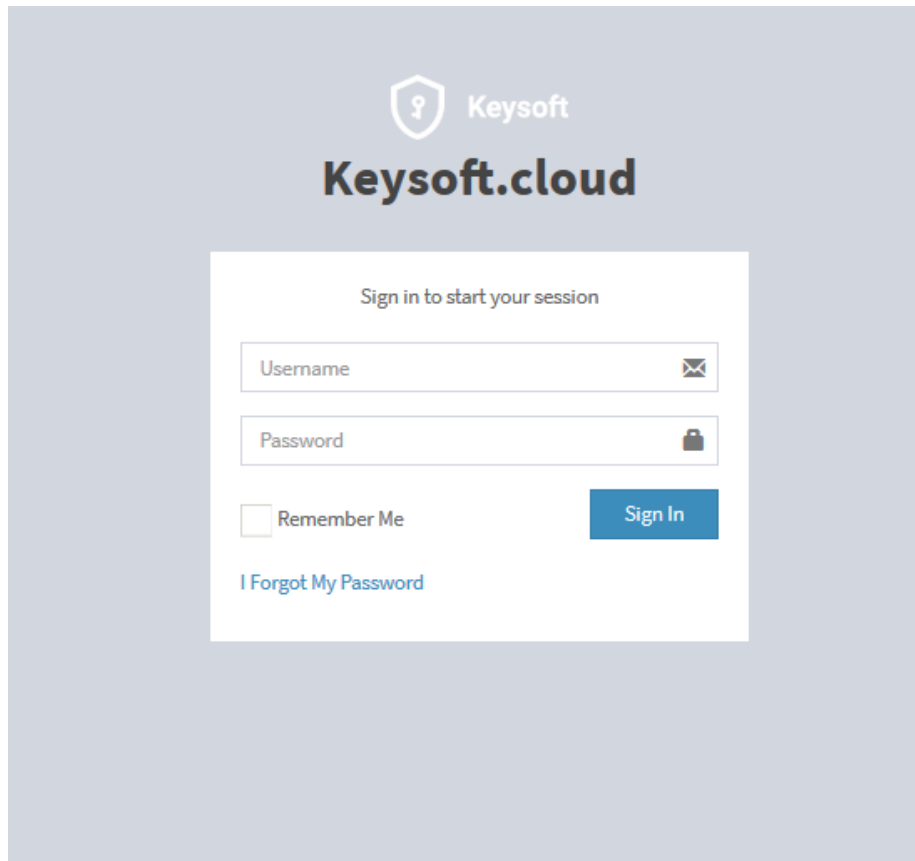 Keysoft
Keysoft.cloud
Sign in to start your session
Username
Password
Remember Me
Sign In
I Forgot My Password